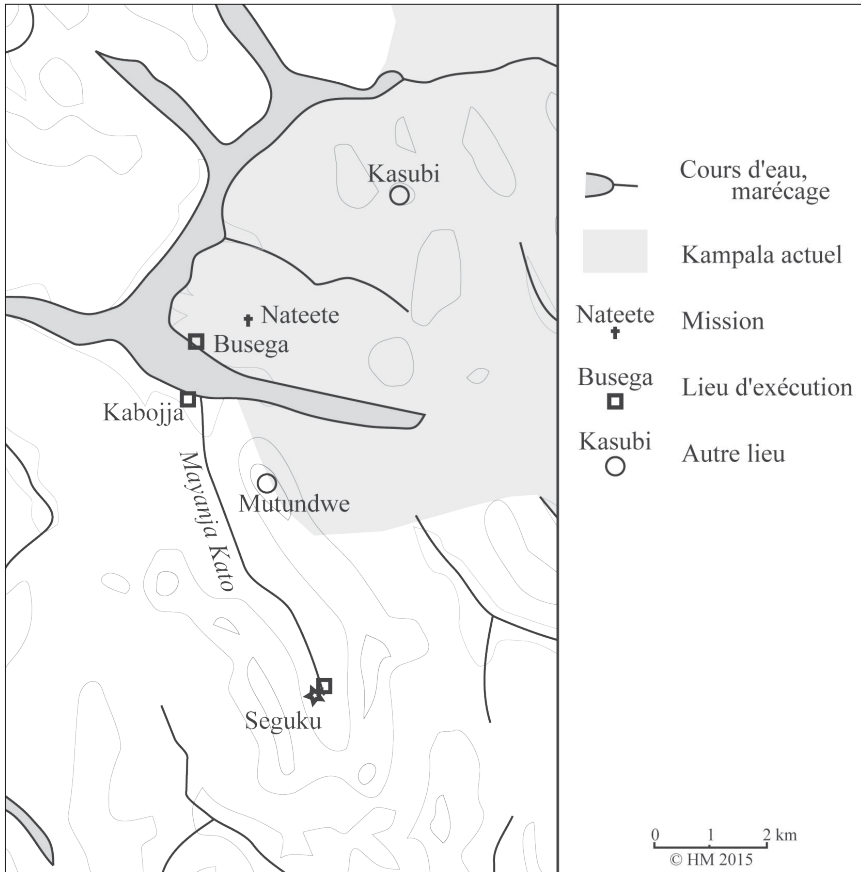 Kasubi
Nateete
Busega
Kabojja
Mutundwe
Mayanja Kato
Seguku
Cours d'eau,
marécage
Kampala actuel
Nateete
Mission
Busega
Lieu d'exécution
Kasubi
Autre lieu
0 1 2 km
© HM 2015